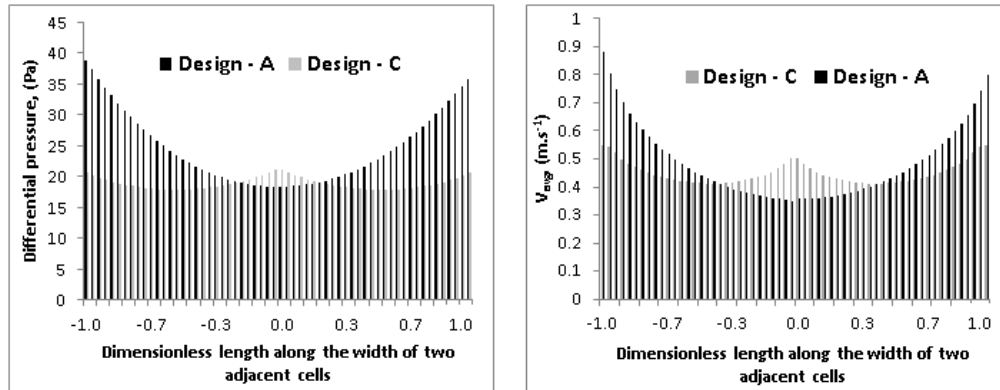 45
40
35
30
25
20
15
10
5
0
Differential pressure, (Pa)
Design - A Design - C
-1.0 -0.7 -0.3 0.0 0.3 0.7 1.0
Dimensionless length along the width of two
adjacent cells
1
0.9
0.8
0.7
0.6
0.5
0.4
0.3
0.2
0.1
0
(m.s-1)
Design - C Design - A
-1.0 -0.7 -0.3 0.0 0.3 0.7 1.0
Dimensionless length along the width of two
adjacent cells